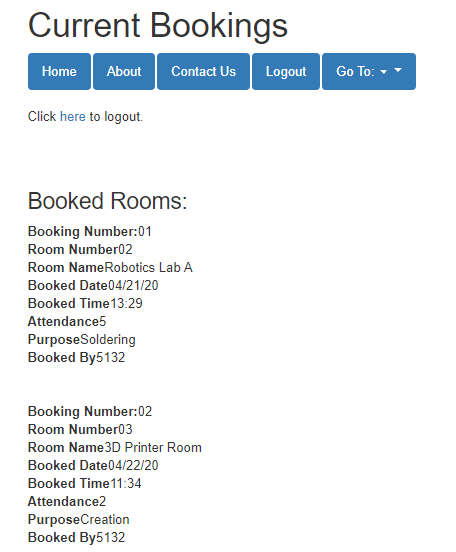 Current Bookings
Home About Contact Us Logout Go To:
Click here to logout.
Booked Rooms:
Booking Number:01
Room Number02
Room NameRobotics Lab A
Booked Date04/21/20
Booked Time13:29
Attendance5
PurposeSoldering
Booked By5132
Booking Number:02
Room Number03
Room Name3D Printer Room
Booked Date04/22/20
Booked Time11:34
Attendance2
PurposeCreation
Booked By5132